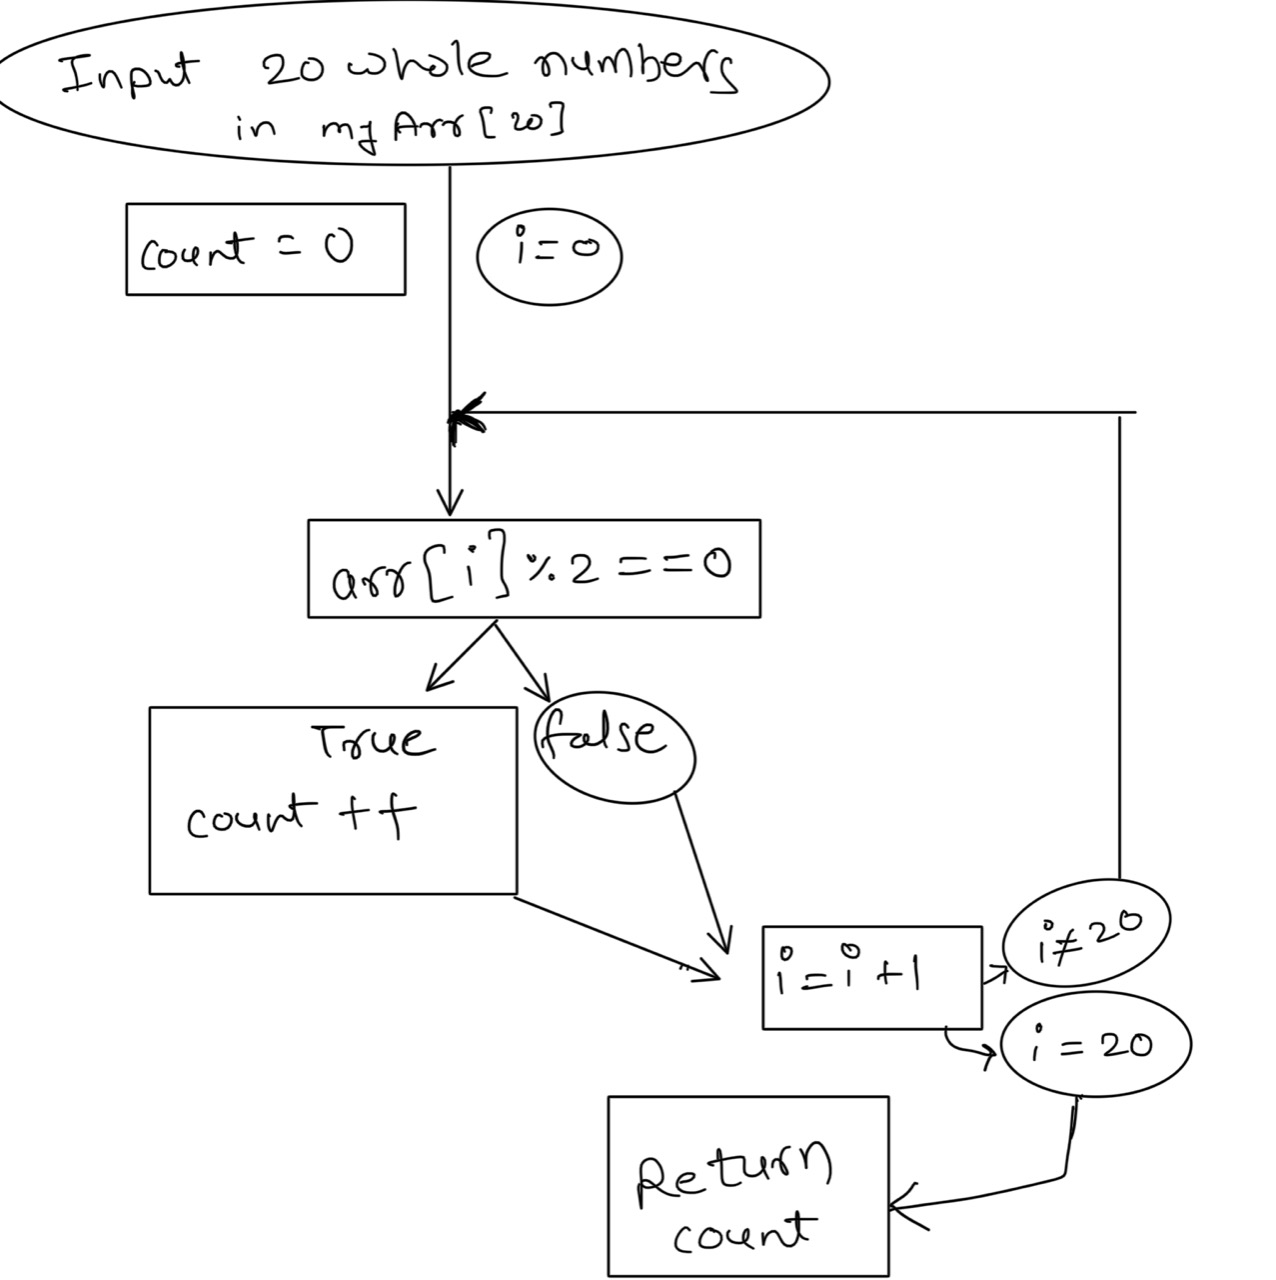 Input 20 whole numbers
in myArr[20]
count = 0
i=0
arr[i]%2==0
True
count ++
false
i=i+1
i≠20
i=20
Return
count